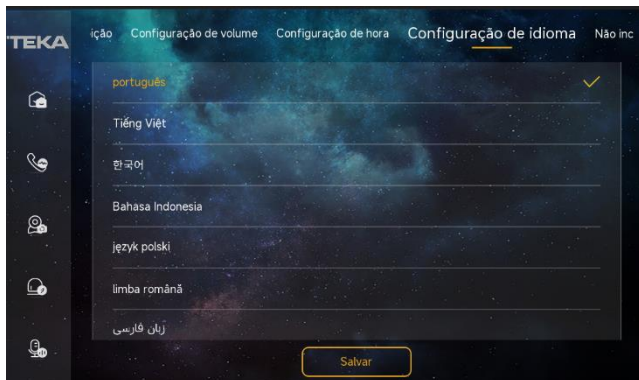 TEKA
ição Configuração de volume Configuração de hora Configuração de idioma Não inc
português
Tiếng Việt
한국어
Bahasa Indonesia
język polski
limba română
زبان فارسی
Salvar